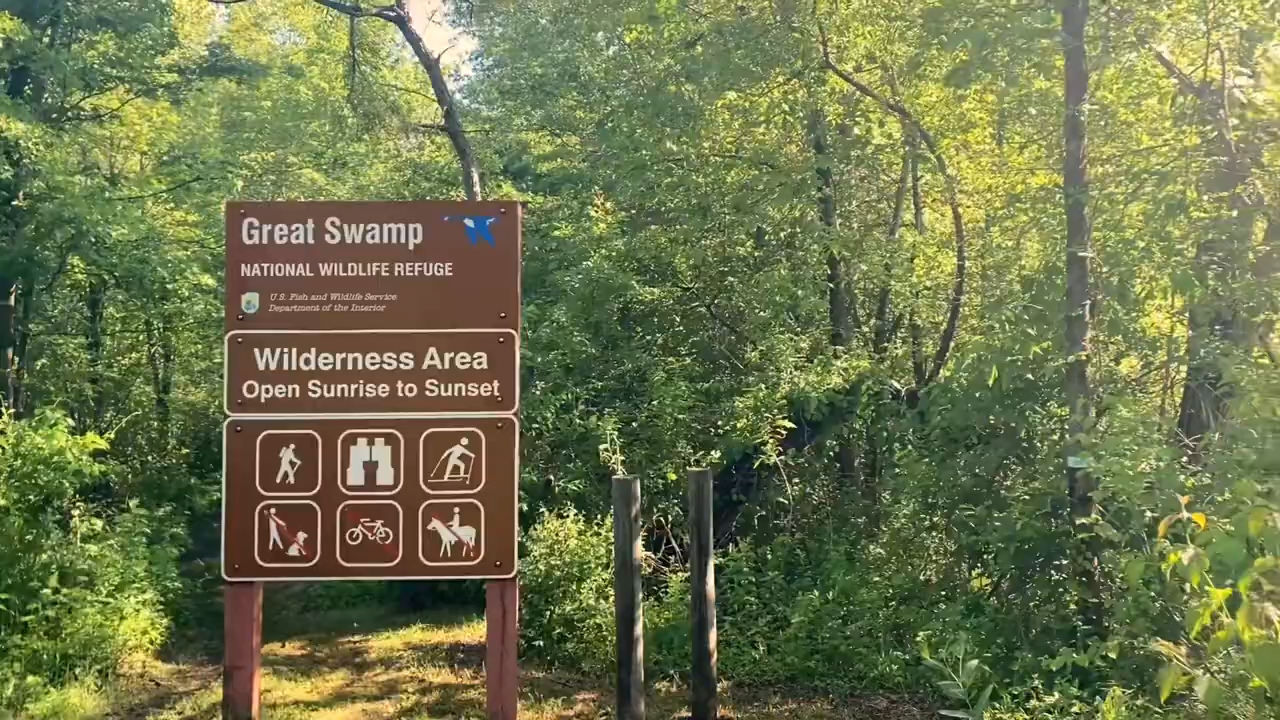 Great Swamp
NATIONAL WILDLIFE REFUGE
U.S. Fish and Wildlife Service
Department of the Interior
Wilderness Area
Open Sunrise to Sunset